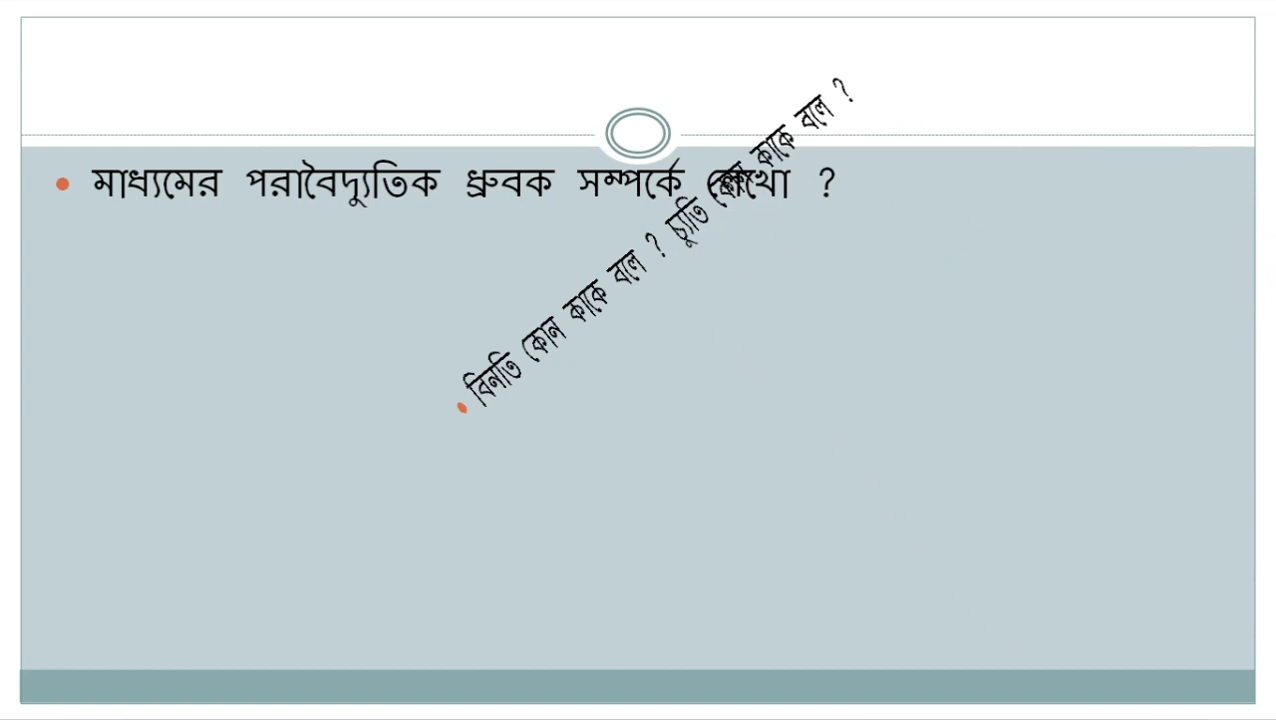 • মাধ্যমের পরাবৈদ্যুতিক ধ্রুবক সম্পর্কে লেখো ?
• বিনতি কোন কাকে বলে ? চ্যুতি কোন কাকে বলে ?